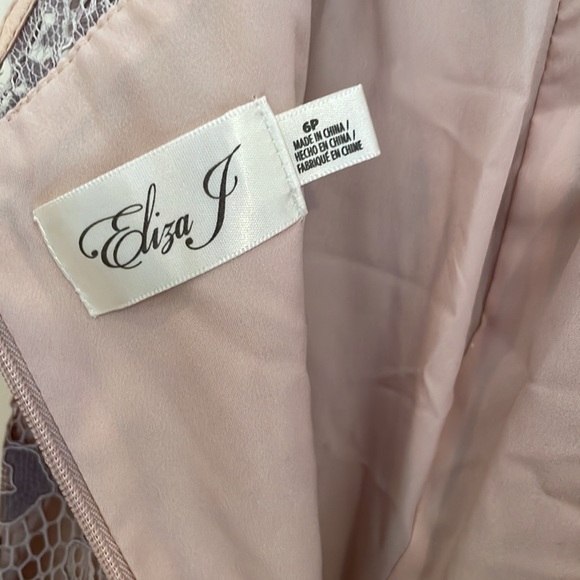 Eliza J
6P
MADE IN CHINA /
HECHO EN CHINA /
FABRIQUÉ EN CHINE